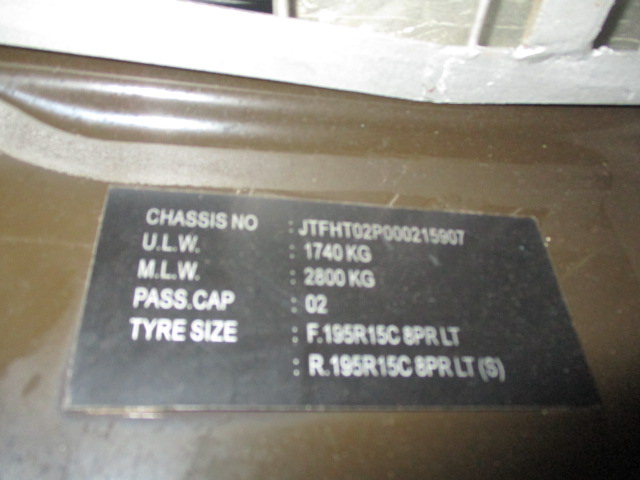 CHASSIS NO : JTFHT02P000215907
U.L.W. : 1740 KG
M.L.W. : 2800 KG
PASS.CAP : 02
TYRE SIZE : F.195R15C 8PR LT
: R.195R15C 8PR LT (S)